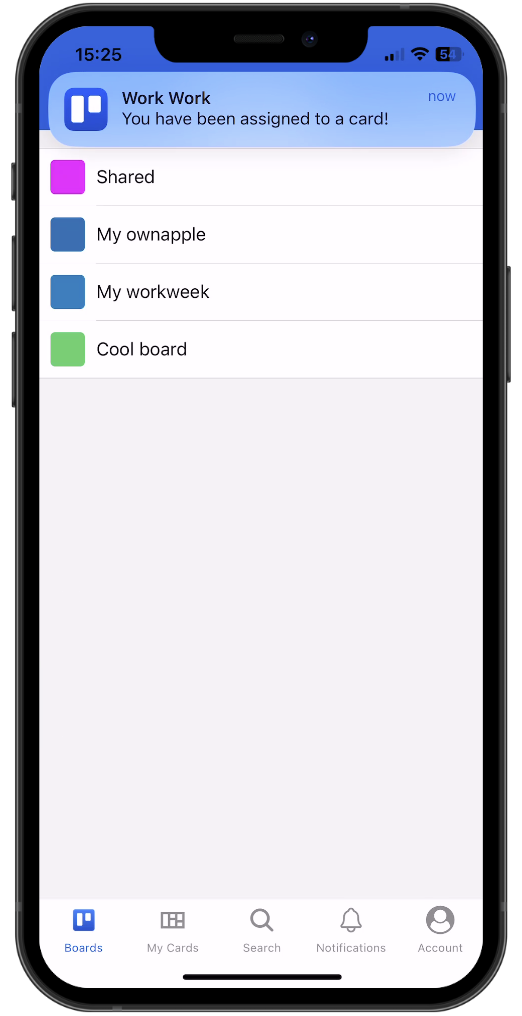 15:25
54
Work Work
now
You have been assigned to a card!
Shared
My ownapple
My workweek
Cool board
Boards
My Cards
Search
Notifications
Account